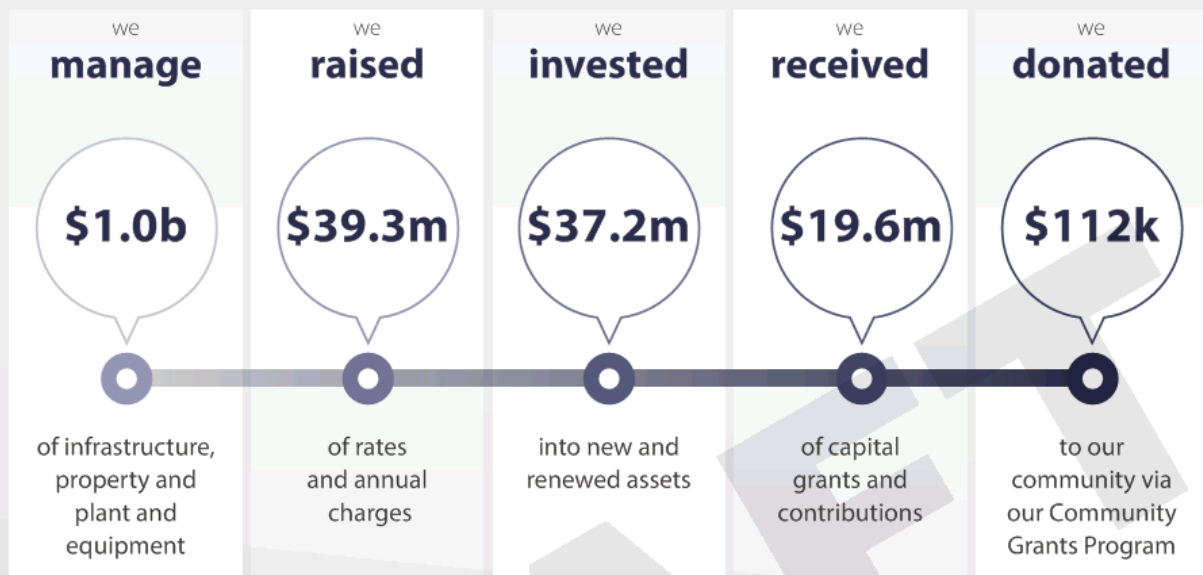 we
manage
$1.0b
of infrastructure,
property and
plant and
equipment
we
raised
$39.3m
of rates
and annual
charges
we
invested
$37.2m
into new and
renewed assets
we
received
$19.6m
of capital
grants and
contributions
we
donated
$112k
to our
community via
our Community
Grants Program